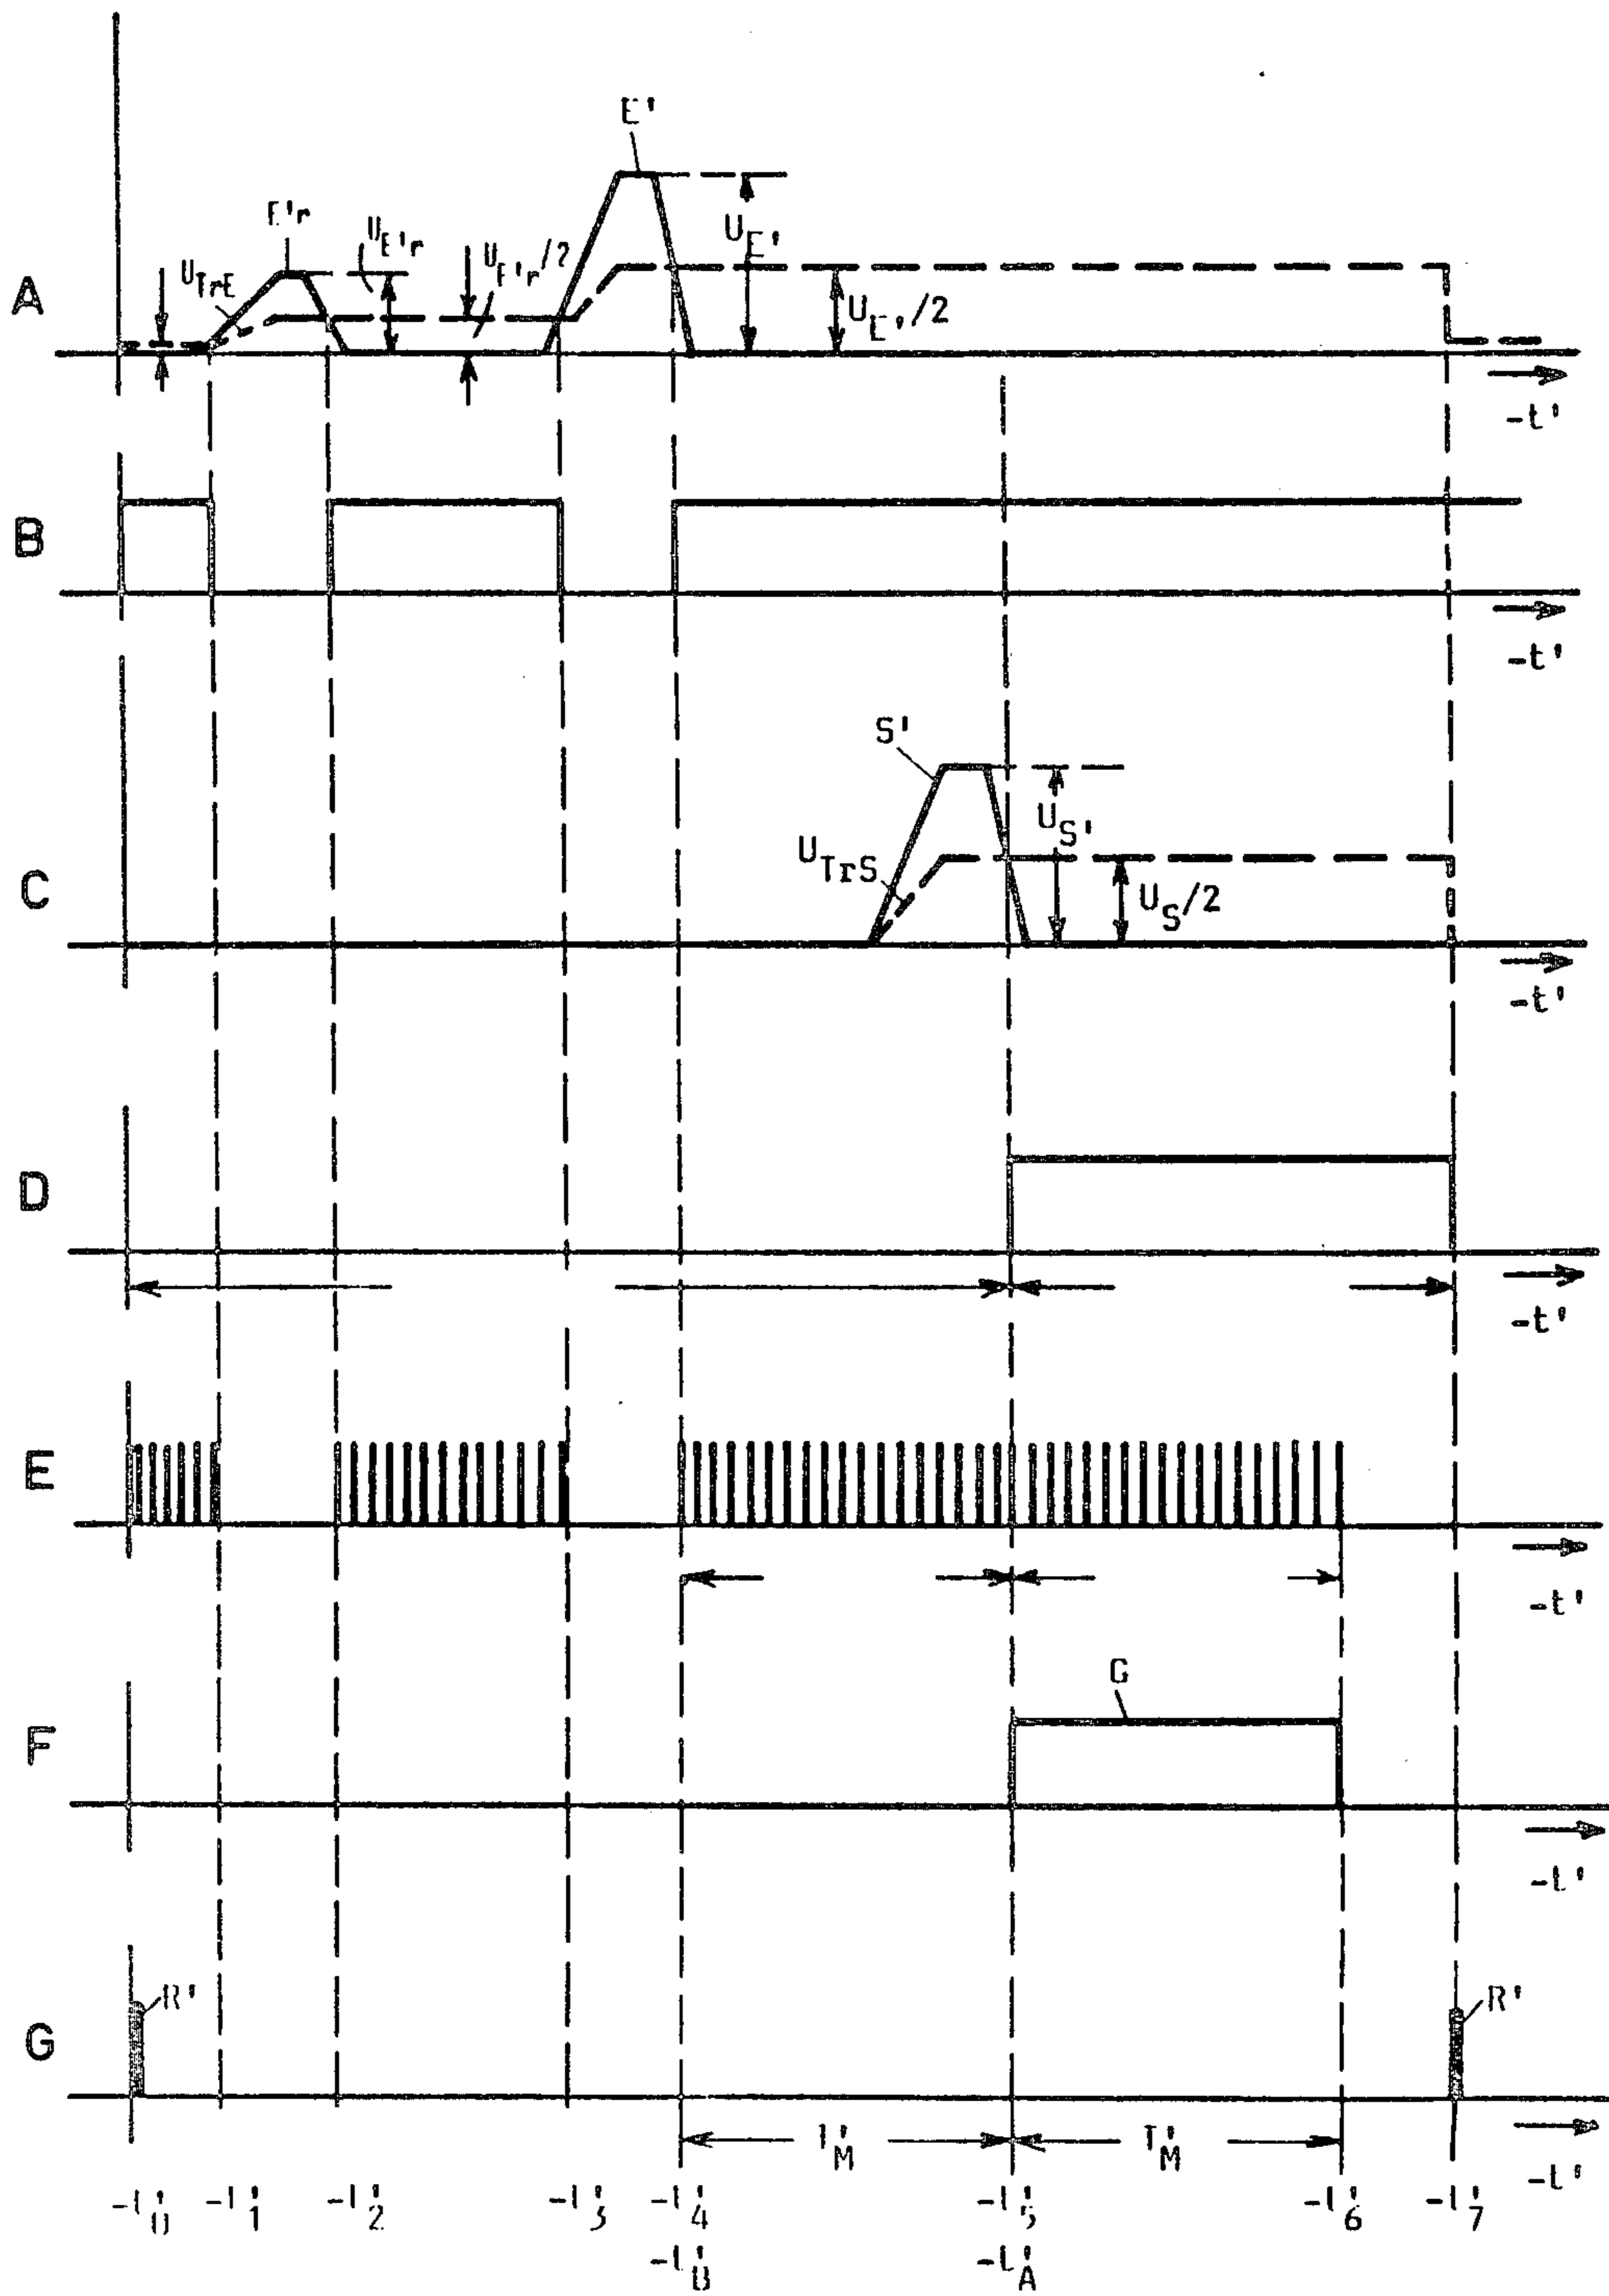 E'
E'r
U_E'r
U_E'
U_TrE
U_E'r/2
A
U_E'/2
-t'
B
-t'
S'
U_S'
U_TrS
C
U_S/2
-t'
D
-t'
E
-t'
G
F
-t'
R'
R'
G
T'_M T'_M
-t'
-t'_0 -t'_1 -t'_2 -t'_3 -t'_4 -t'_5 -t'_6 -t'_7
-t'_B -t'_A